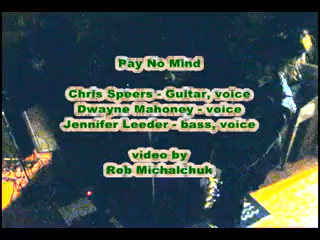 Pay No Mind
Chris Speers - Guitar, voice
Dwayne Mahoney - voice
Jennifer Leeder - bass, voice
video by
Rob Michalchuk